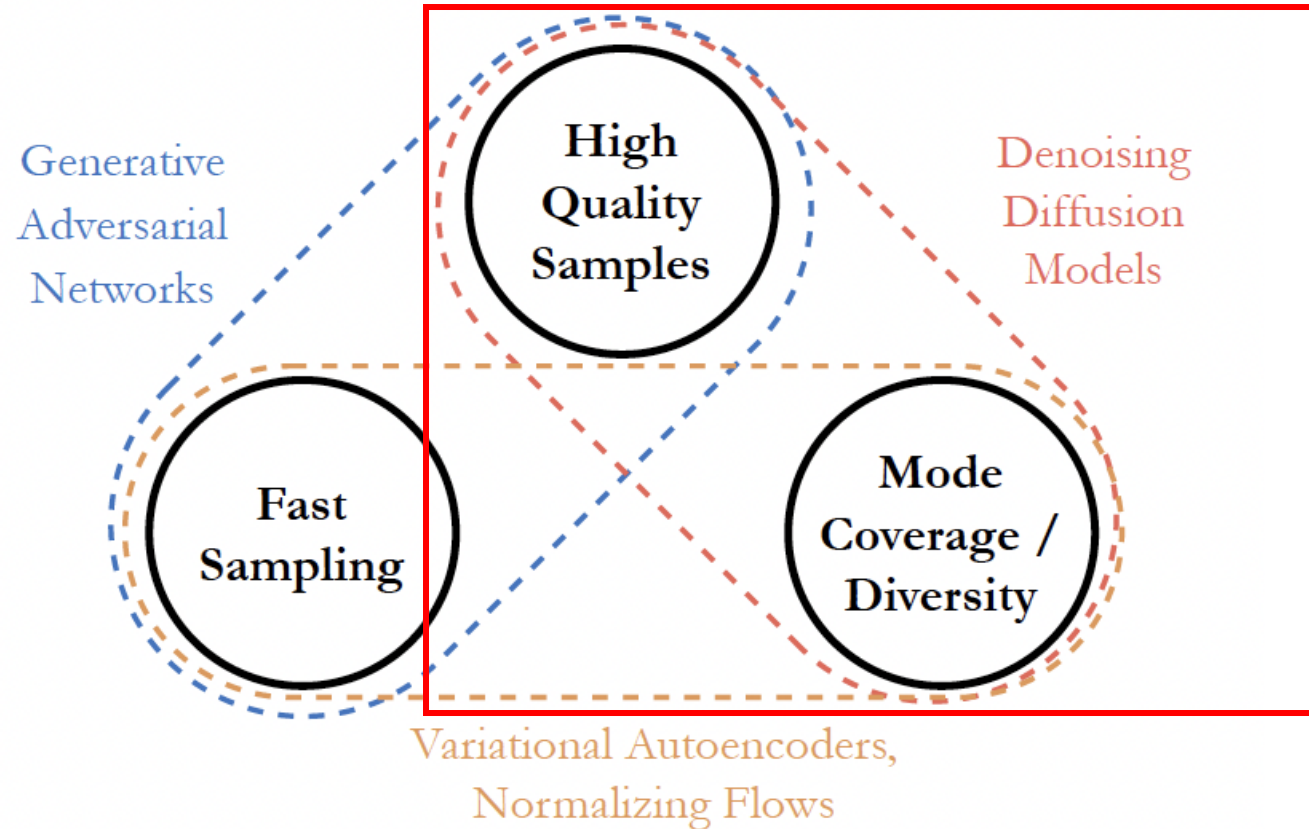 High
Quality
Samples
Generative
Adversarial
Networks
Denoising
Diffusion
Models
Fast
Sampling
Mode
Coverage /
Diversity
Variational Autoencoders,
Normalizing Flows